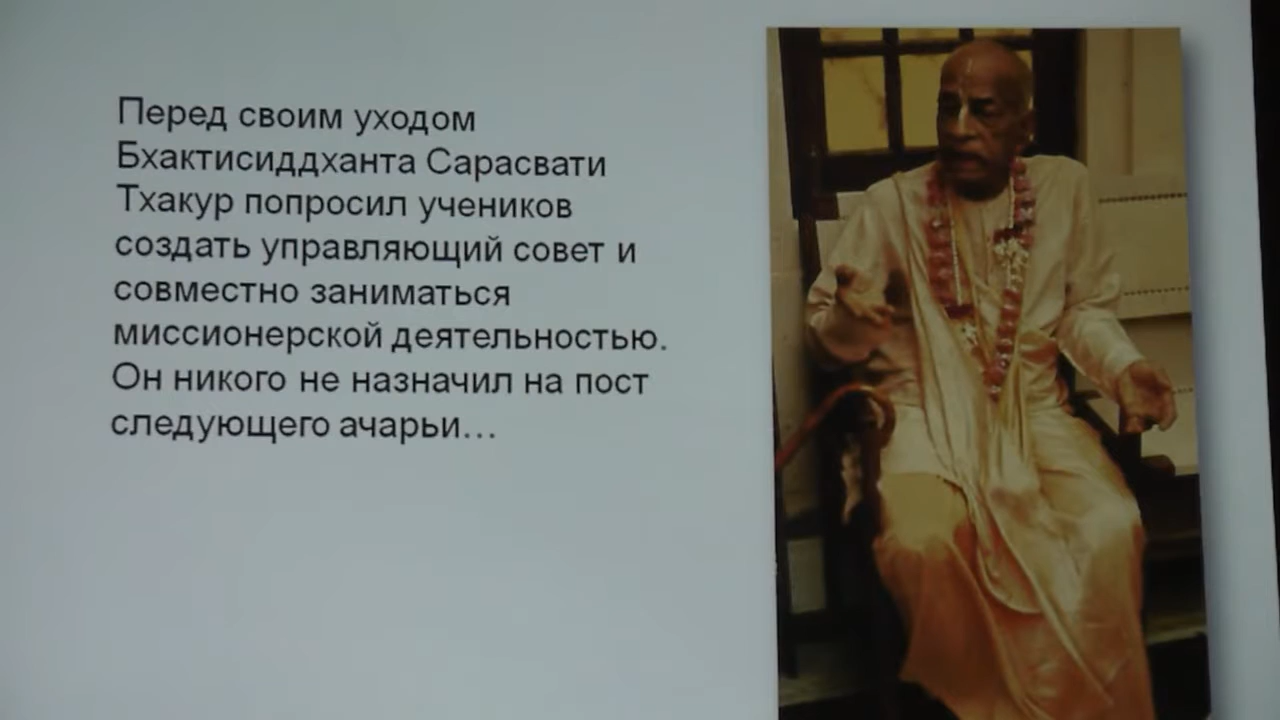 Перед своим уходом
Бхактисиддханта Сарасвати
Тхакур попросил учеников
создать управляющий совет и
совместно заниматься
миссионерской деятельностью.
Он никого не назначил на пост
следующего ачарьи…